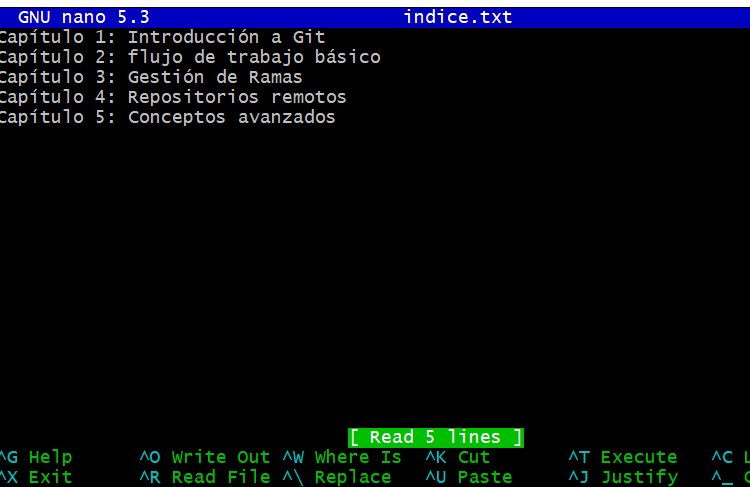 GNU nano 5.3 indice.txt
Capítulo 1: Introducción a Git
Capítulo 2: flujo de trabajo básico
Capítulo 3: Gestión de Ramas
Capítulo 4: Repositorios remotos
Capítulo 5: Conceptos avanzados
[ Read 5 lines ]
^G Help ^O Write Out ^W Where Is ^K Cut ^T Execute ^C
^X Exit ^R Read File ^\ Replace ^U Paste ^J Justify ^_